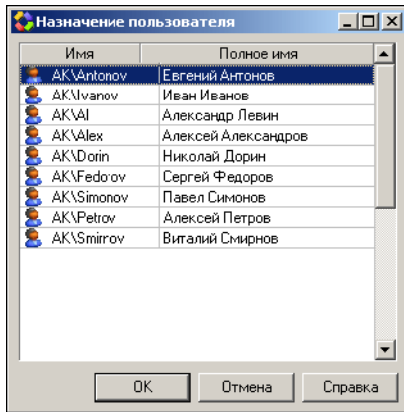 Назначение пользователя
Имя Полное имя
AK\Antonov Евгений Антонов
AK\Ivanov Иван Иванов
AK\Al Александр Левин
AK\Alex Алексей Александров
AK\Dorin Николай Дорин
AK\Fedorov Сергей Федоров
AK\Simonov Павел Симонов
AK\Petrov Алексей Петров
AK\Smirnov Виталий Смирнов
OK Отмена Справка